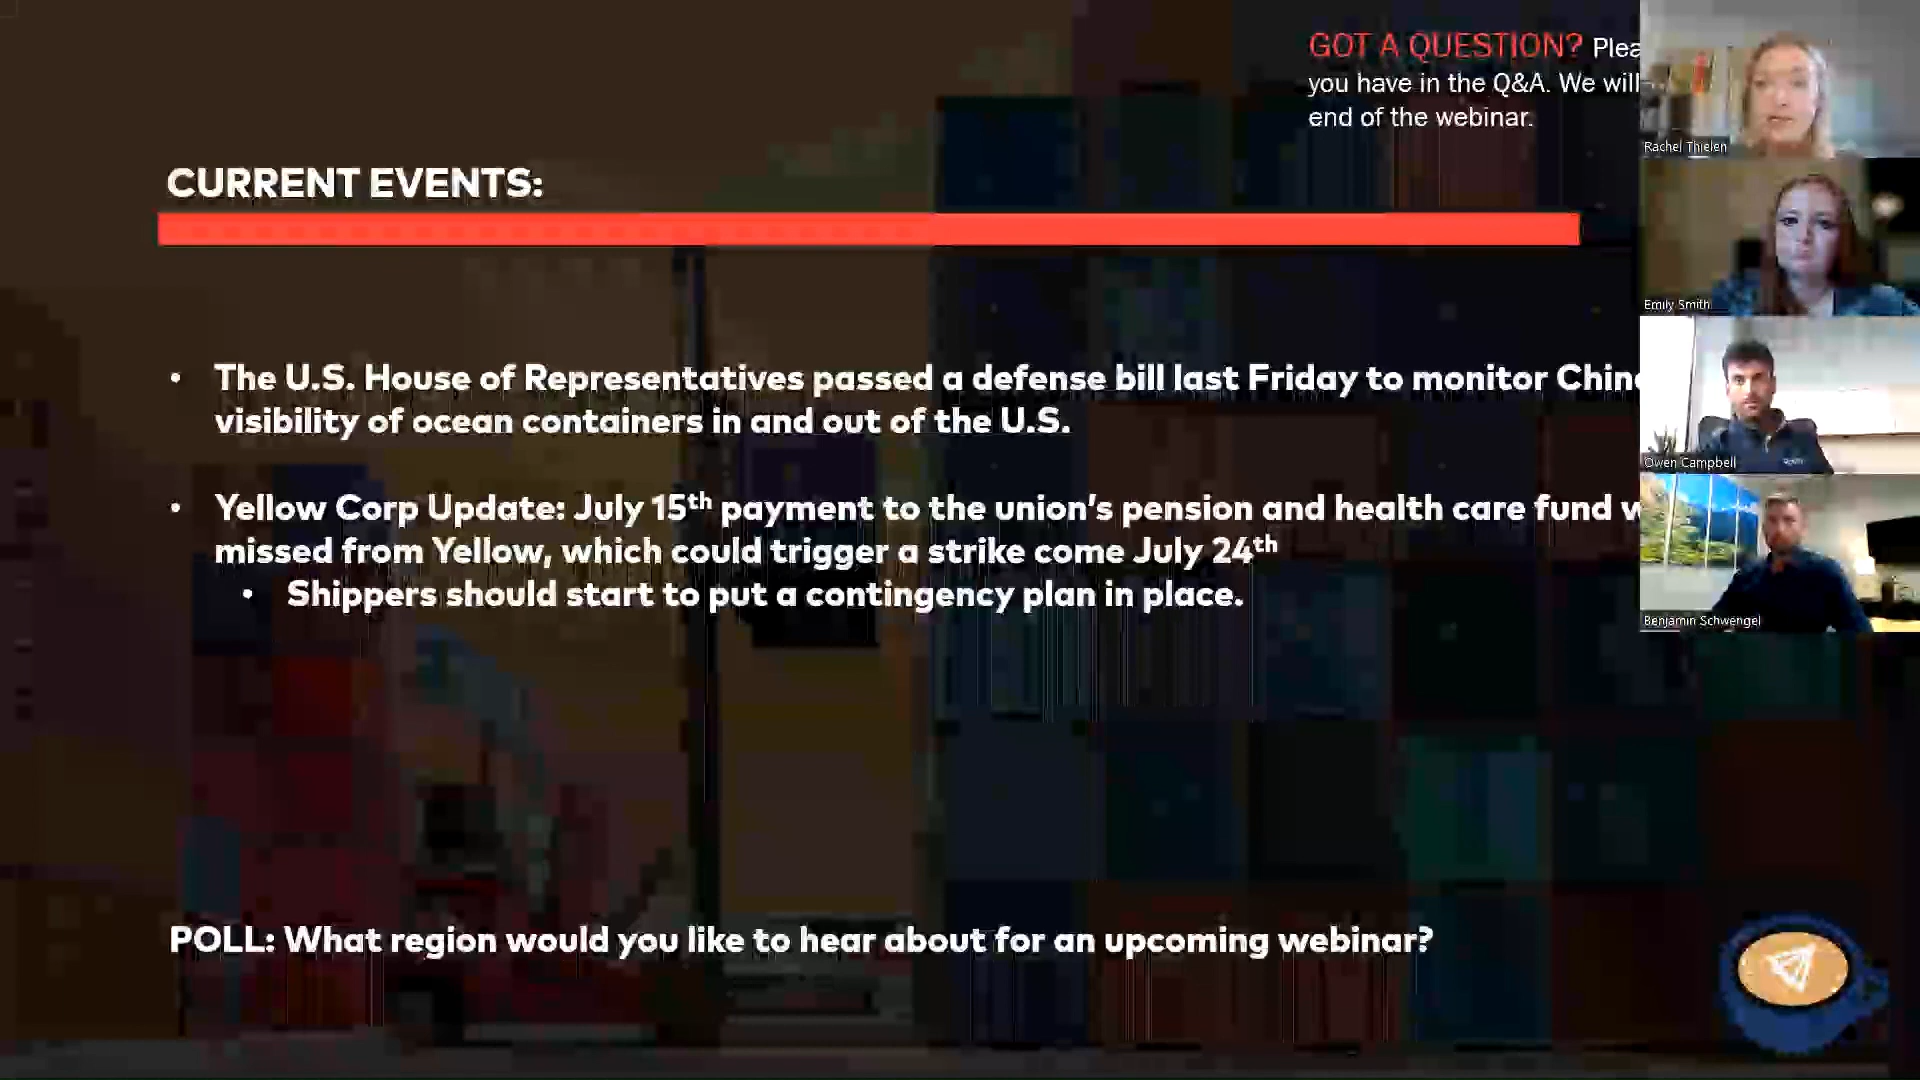 GOT A QUESTION?
you have in the Q&A. We will
end of the webinar.
Rachel Thielen
CURRENT EVENTS:
Emily Smith
The U.S. House of Representatives passed a defense bill last Friday to monitor
visibility of ocean containers in and out of the U.S.
Owen Campbell
Yellow Corp Update: July 15th payment to the union’s pension and health care fund
missed from Yellow, which could trigger a strike come July 24th
Shippers should start to put a contingency plan in place.
Benjamin Schwengel
POLL: What region would you like to hear about for an upcoming webinar?